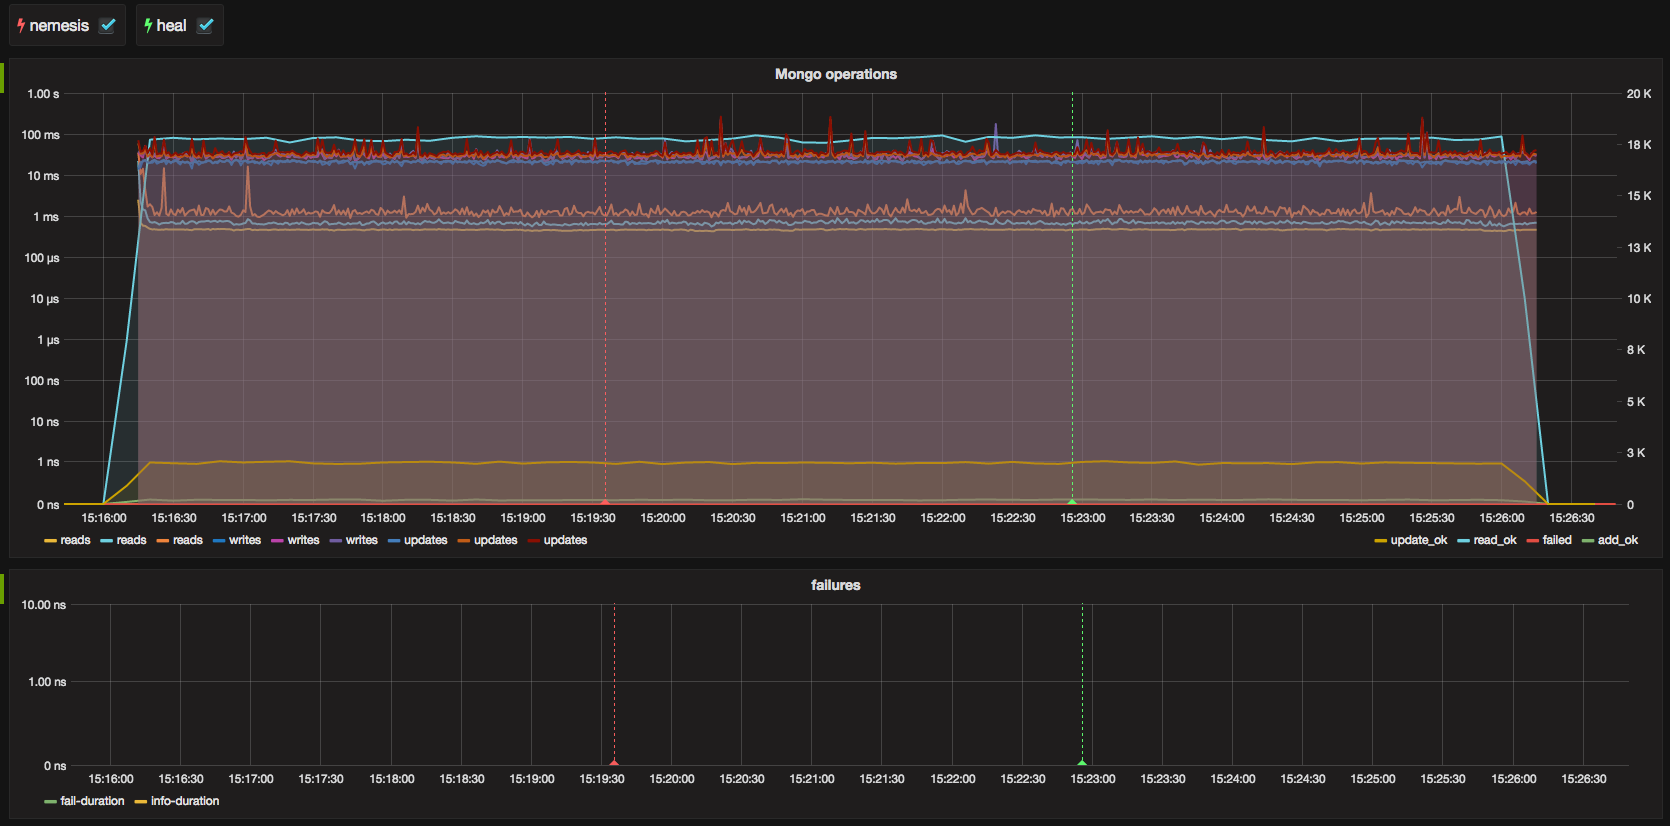 nemesis heal
Mongo operations
1.00 s 20 K
100 ms 18 K
10 ms 15 K
1 ms 13 K
100 µs 10 K
10 µs 8 K
1 µs 5 K
100 ns 3 K
10 ns 0
1 ns
0 ns
15:16:00 15:16:30 15:17:00 15:17:30 15:18:00 15:18:30 15:19:00 15:19:30 15:20:00 15:20:30 15:21:00 15:21:30 15:22:00 15:22:30 15:23:00 15:23:30 15:24:00 15:24:30 15:25:00 15:25:30 15:26:00 15:26:30
reads reads reads writes writes writes updates updates updates update_ok read_ok failed add_ok
failures
10.00 ns
1.00 ns
0 ns
15:16:00 15:16:30 15:17:00 15:17:30 15:18:00 15:18:30 15:19:00 15:19:30 15:20:00 15:20:30 15:21:00 15:21:30 15:22:00 15:22:30 15:23:00 15:23:30 15:24:00 15:24:30 15:25:00 15:25:30 15:26:00 15:26:30
fail-duration info-duration